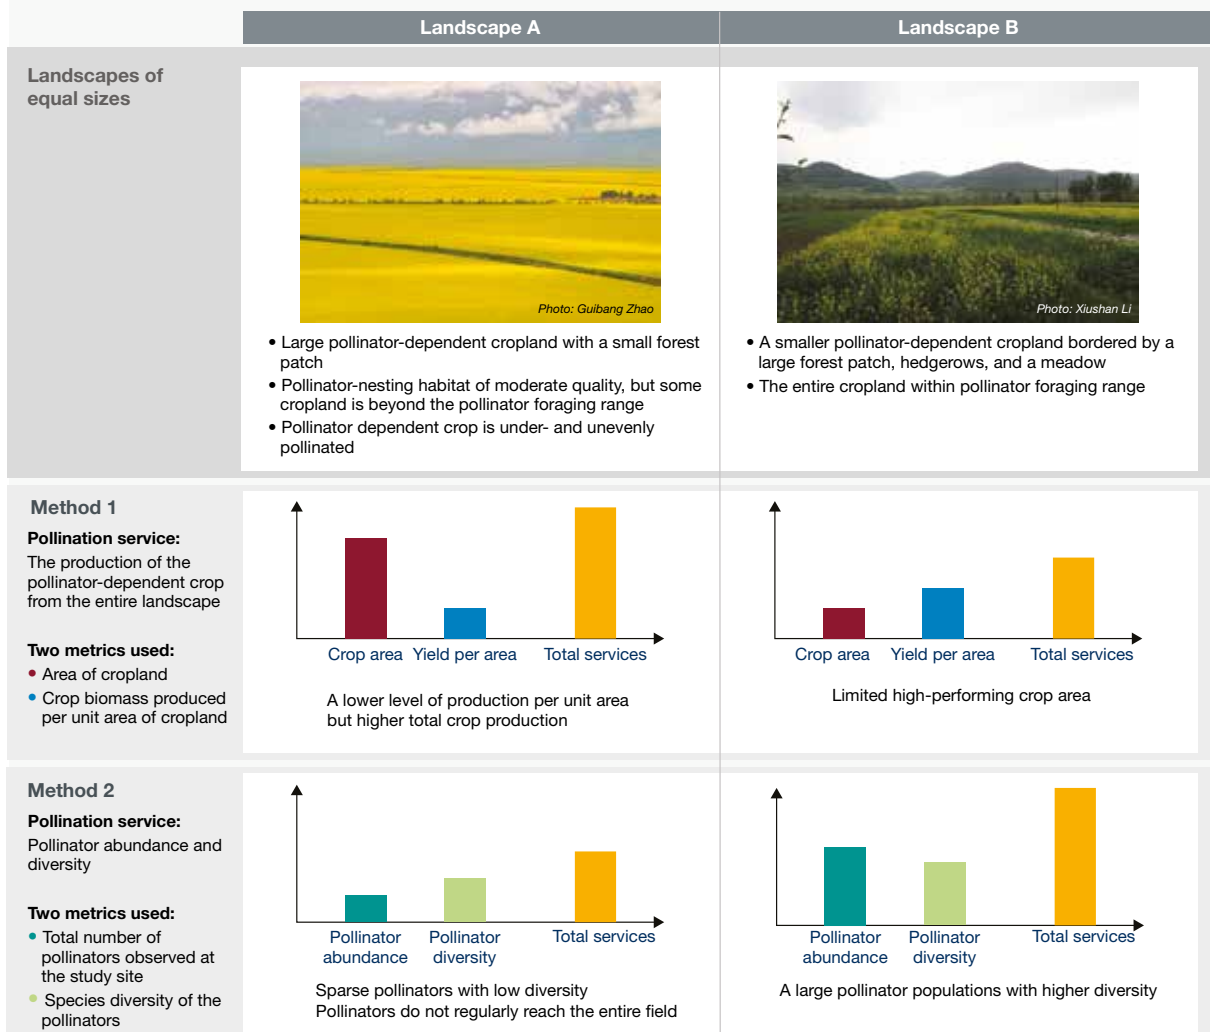 Landscape A
Landscape B
Landscapes of
equal sizes
Photo: Guibang Zhao
• Large pollinator-dependent cropland with a small forest
patch
• Pollinator-nesting habitat of moderate quality, but some
cropland is beyond the pollinator foraging range
• Pollinator dependent crop is under- and unevenly
pollinated
Photo: Xiushan Li
• A smaller pollinator-dependent cropland bordered by a
large forest patch, hedgerows, and a meadow
• The entire cropland within pollinator foraging range
Method 1
Pollination service:
The production of the
pollinator-dependent crop
from the entire landscape
Two metrics used:
• Area of cropland
• Crop biomass produced
per unit area of cropland
Crop area
Yield per area
Total services
A lower level of production per unit area
but higher total crop production
Crop area
Yield per area
Total services
Limited high-performing crop area
Method 2
Pollination service:
Pollinator abundance and
diversity
Two metrics used:
• Total number of
pollinators observed at
the study site
• Species diversity of the
pollinators
Pollinator
abundance
Pollinator
diversity
Total services
Sparse pollinators with low diversity
Pollinators do not regularly reach the entire field
Pollinator
abundance
Pollinator
diversity
Total services
A large pollinator populations with higher diversity